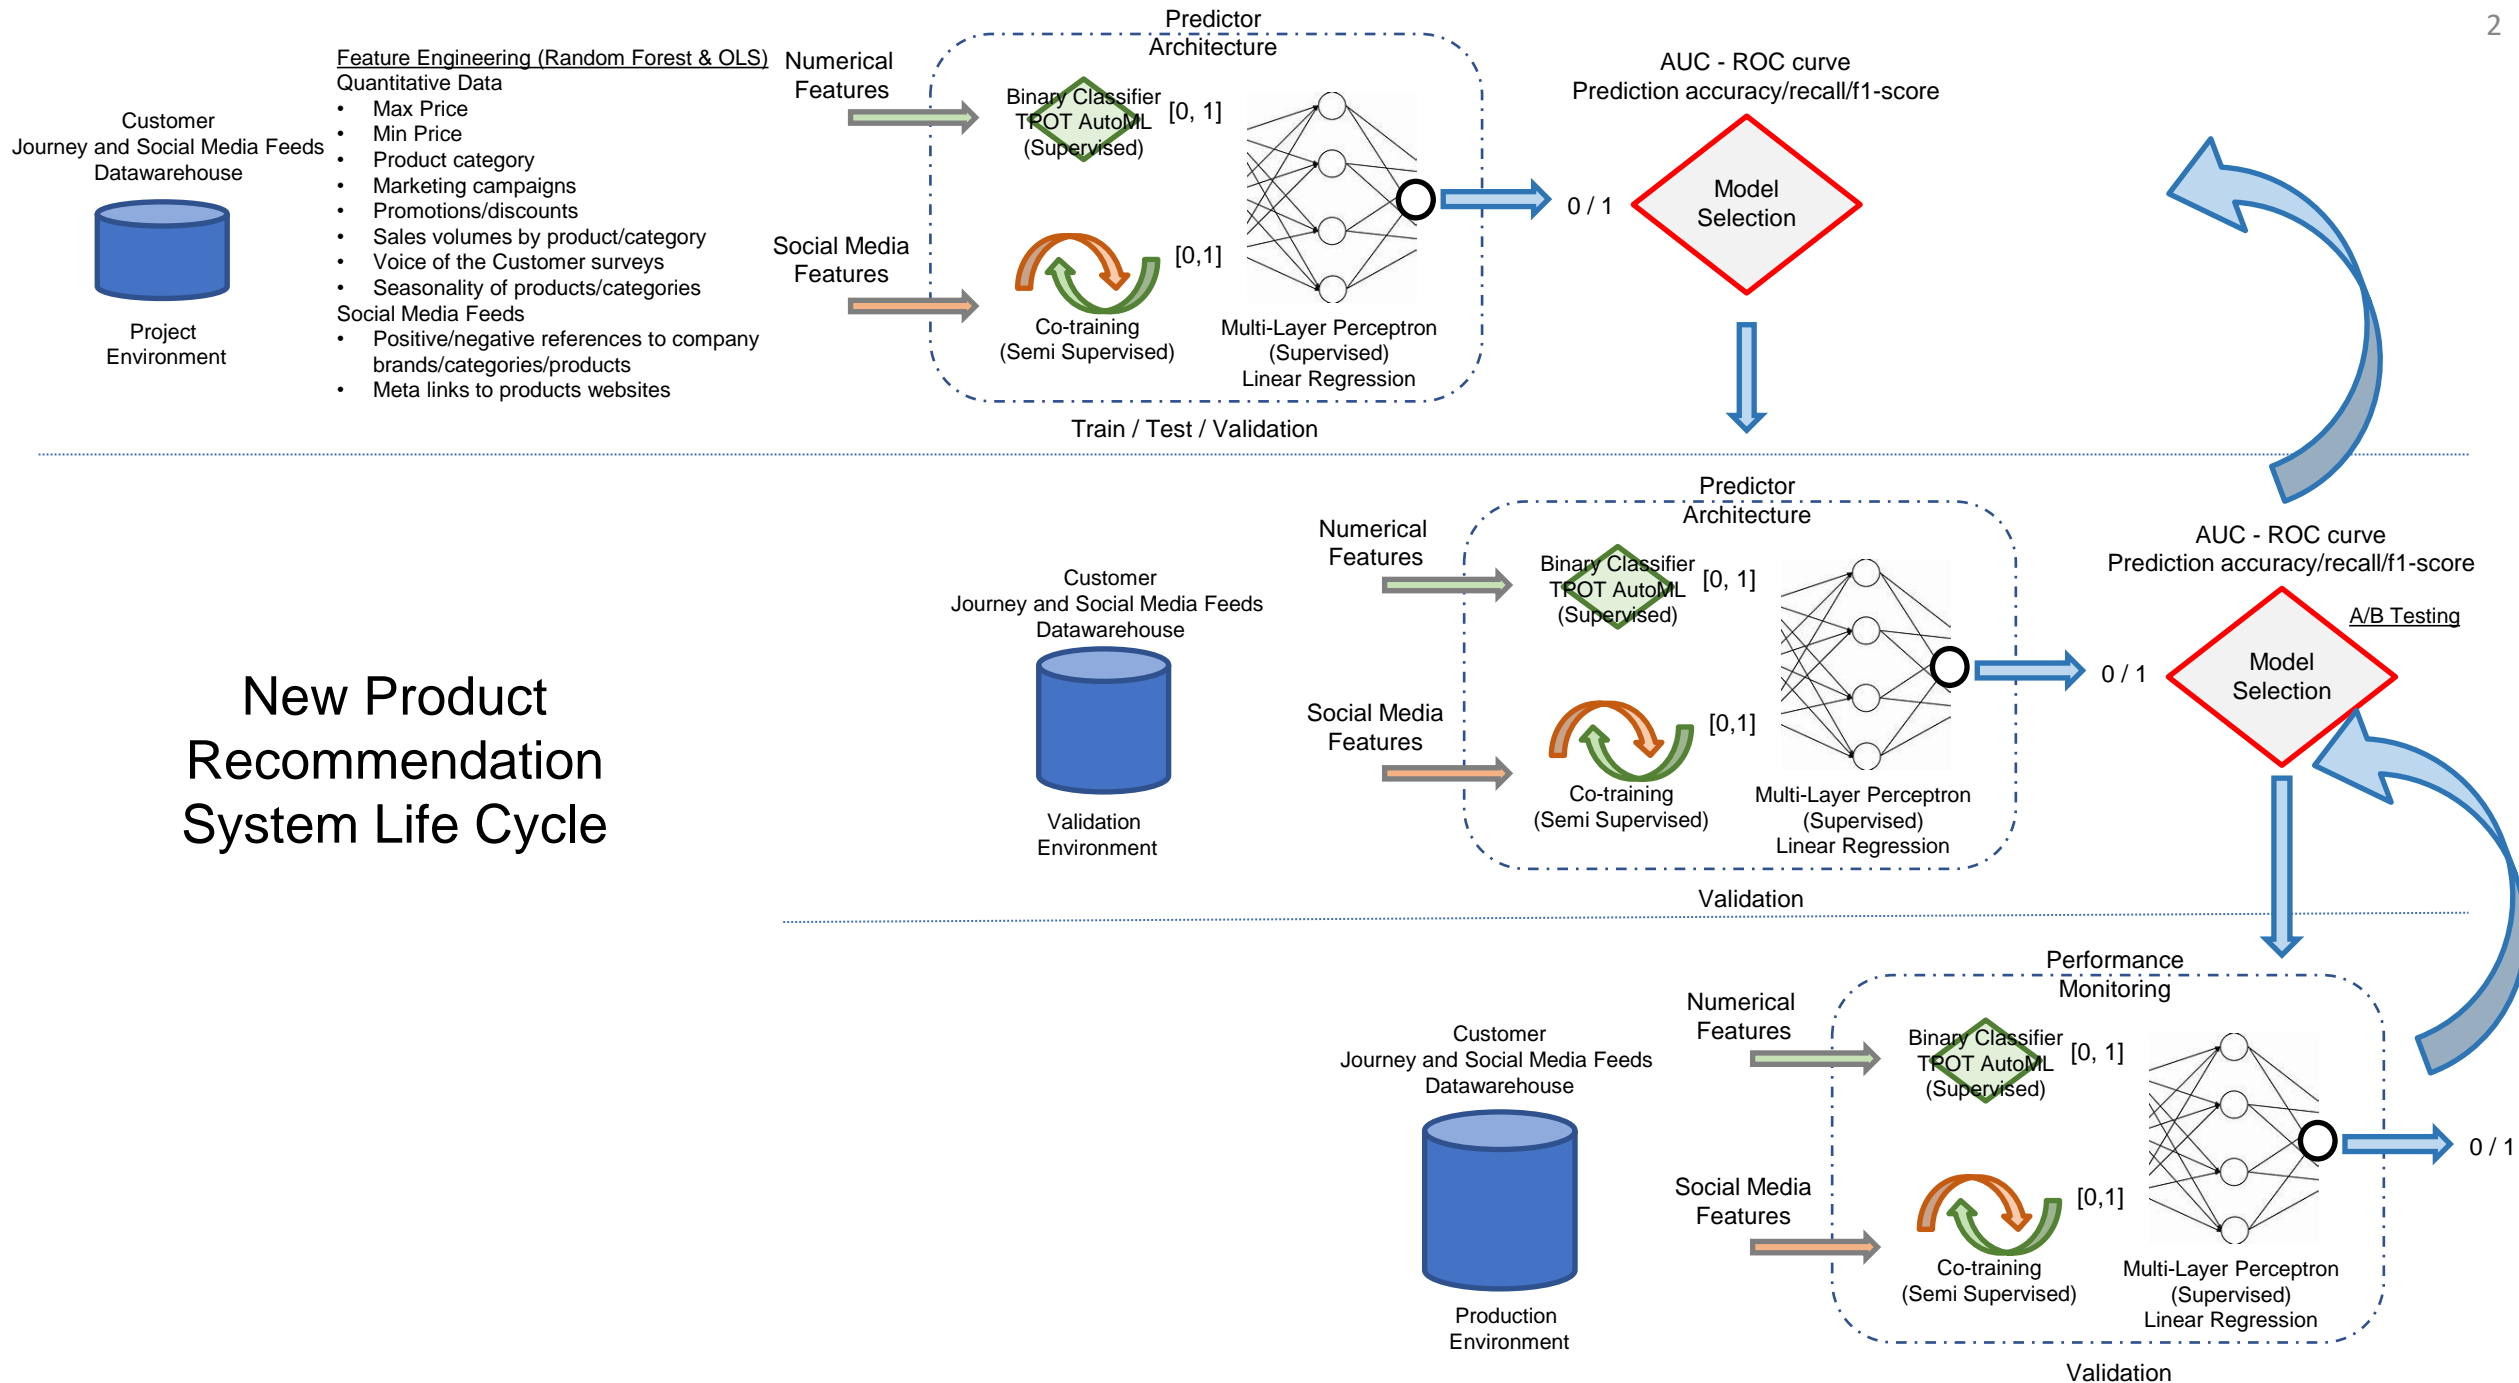 2
Customer
Journey and Social Media Feeds
Datawarehouse
Project
Environment
Feature Engineering (Random Forest & OLS)
Quantitative Data
• Max Price
• Min Price
• Product category
• Marketing campaigns
• Promotions/discounts
• Sales volumes by product/category
• Voice of the Customer surveys
• Seasonality of products/categories
Social Media Feeds
• Positive/negative references to company
brands/categories/products
• Meta links to products websites
Numerical
Features
Social Media
Features
Predictor
Architecture
Binary Classifier
TPOT AutoML
(Supervised)
[0, 1]
Co-training
(Semi Supervised)
[0,1]
Multi-Layer Perceptron
(Supervised)
Linear Regression
Train / Test / Validation
0 / 1
AUC - ROC curve
Prediction accuracy/recall/f1-score
Model
Selection
New Product
Recommendation
System Life Cycle
Customer
Journey and Social Media Feeds
Datawarehouse
Validation
Environment
Numerical
Features
Social Media
Features
Predictor
Architecture
Binary Classifier
TPOT AutoML
(Supervised)
[0, 1]
Co-training
(Semi Supervised)
[0,1]
Multi-Layer Perceptron
(Supervised)
Linear Regression
Validation
0 / 1
AUC - ROC curve
Prediction accuracy/recall/f1-score
A/B Testing
Model
Selection
Customer
Journey and Social Media Feeds
Datawarehouse
Production
Environment
Numerical
Features
Social Media
Features
Performance
Monitoring
Binary Classifier
TPOT AutoML
(Supervised)
[0, 1]
Co-training
(Semi Supervised)
[0,1]
Multi-Layer Perceptron
(Supervised)
Linear Regression
Validation
0 / 1